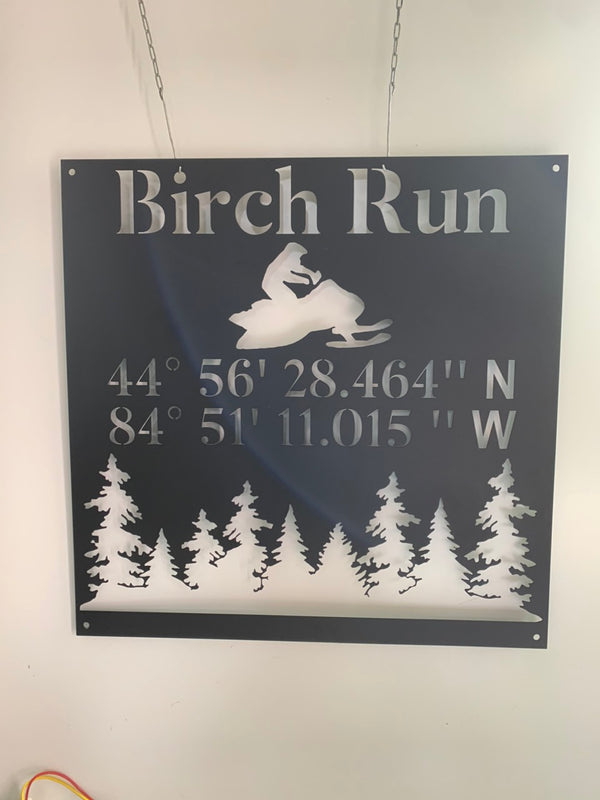 Birch Run
44° 56' 28.464'' N
84° 51' 11.015 '' W